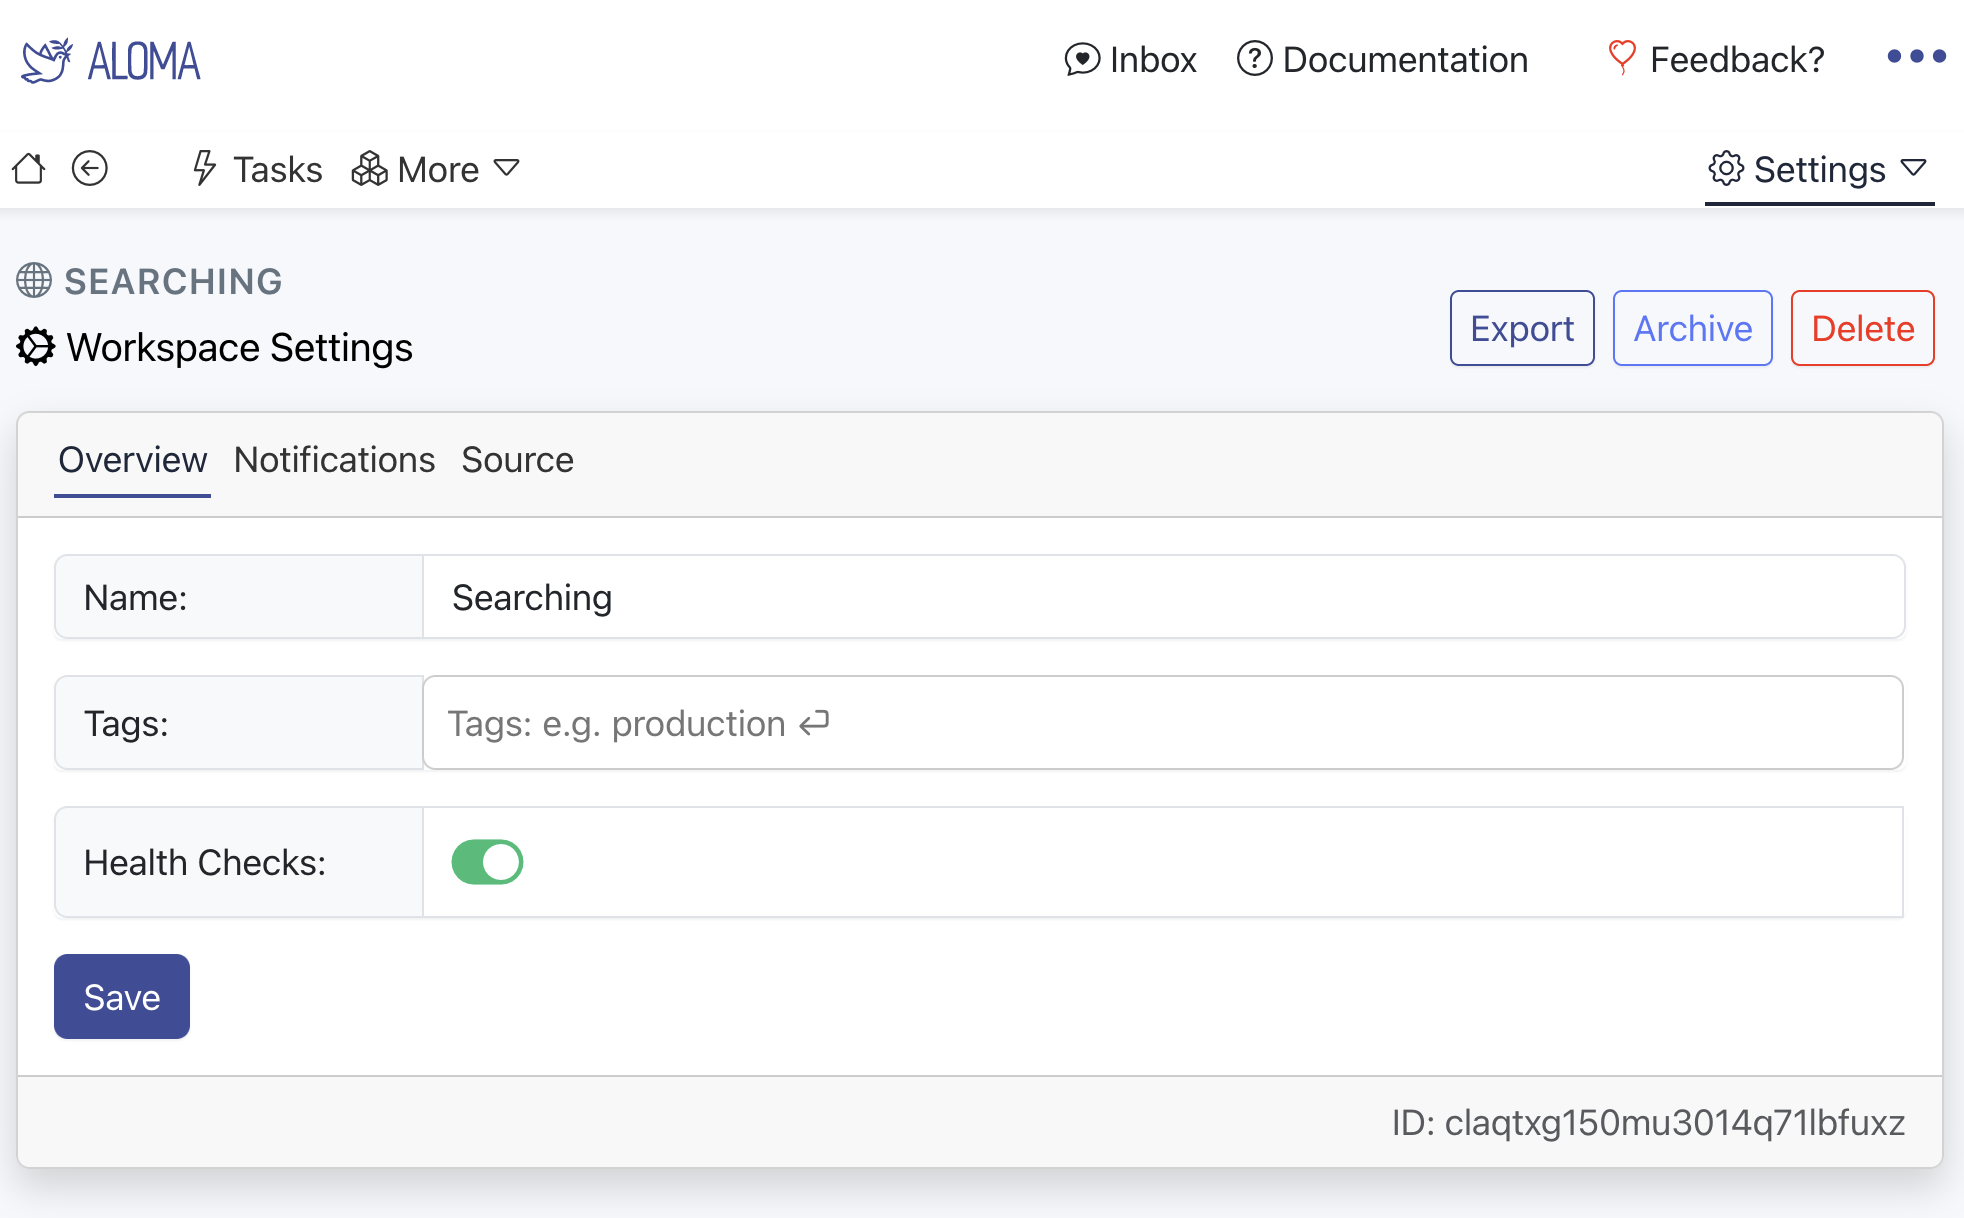 ALOMA
Inbox
Documentation
Feedback?
Tasks
More
Settings
SEARCHING
Workspace Settings
Export
Archive
Delete
Overview
Notifications
Source
Name:
Searching
Tags:
Tags: e.g. production ↵
Health Checks:
Save
ID: claqtxg150mu3014q71lbfuxz